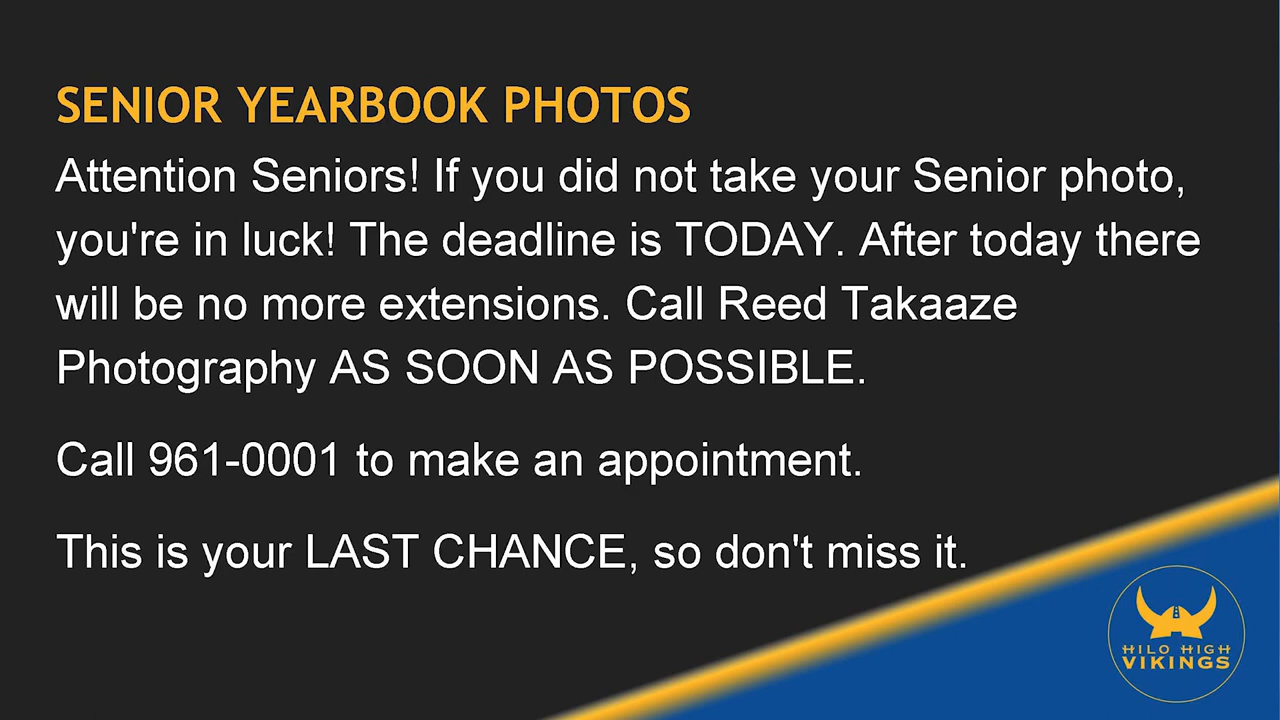 SENIOR YEARBOOK PHOTOS
Attention Seniors! If you did not take your Senior photo,
you're in luck! The deadline is TODAY. After today there
will be no more extensions. Call Reed Takaaze
Photography AS SOON AS POSSIBLE.
Call 961-0001 to make an appointment.
This is your LAST CHANCE, so don't miss it.
HILO HIGH
VIKINGS